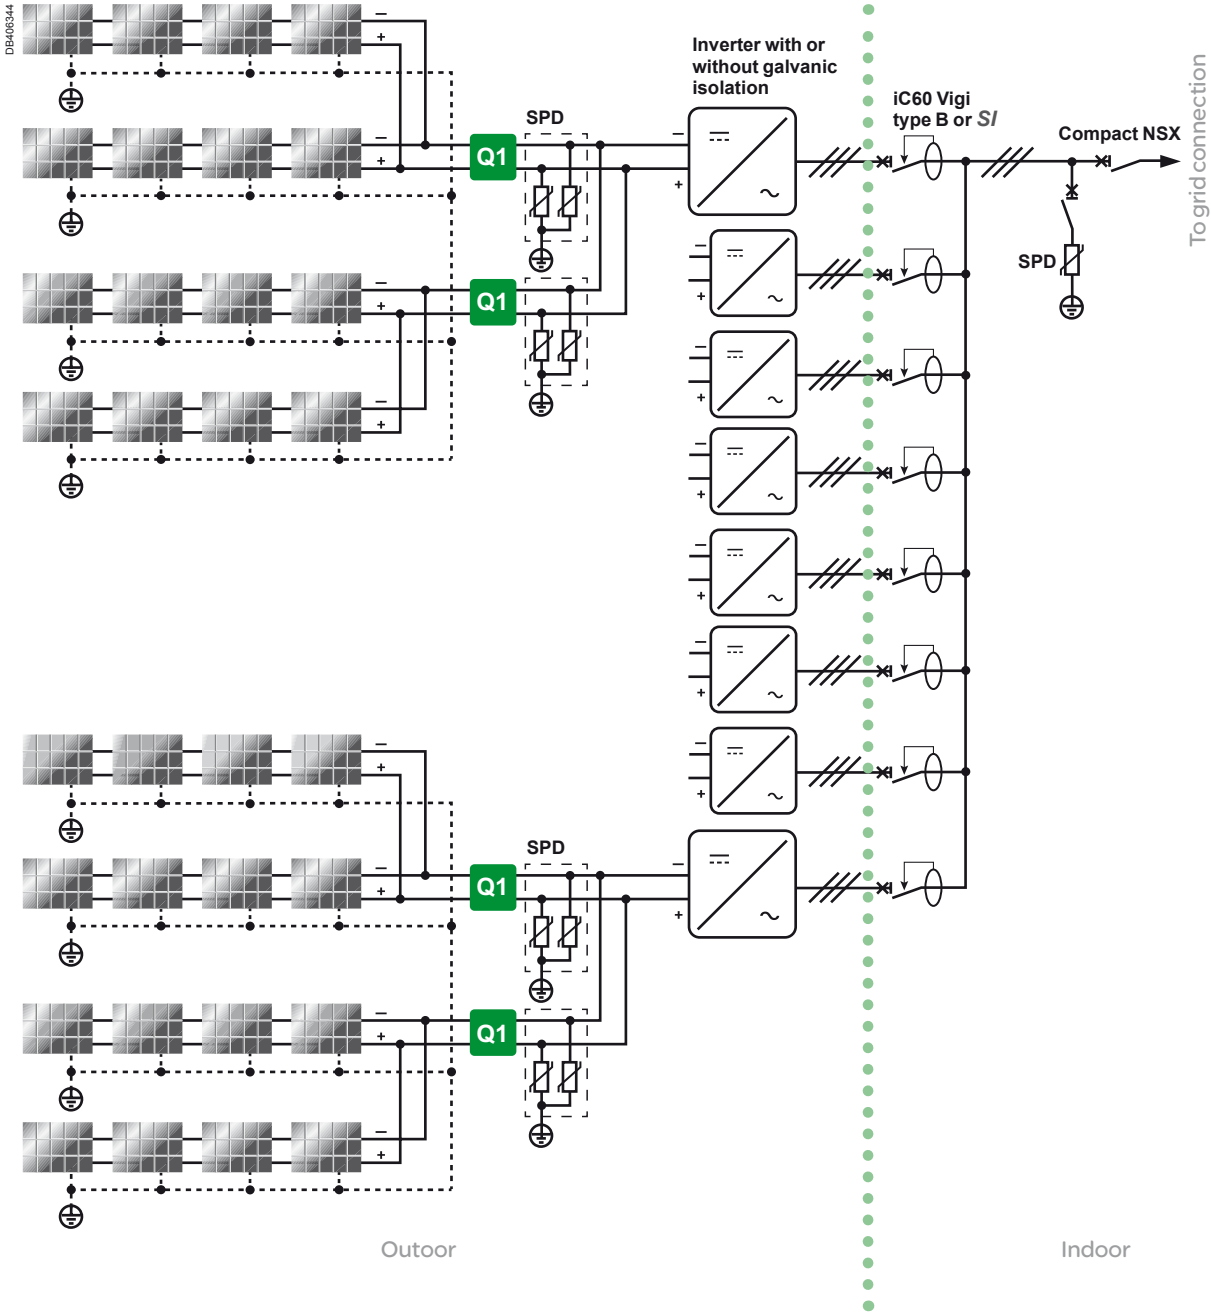 DB406344
Inverter with or
without galvanic
isolation
iC60 Vigi
type B or SI
Compact NSX
To grid connection
SPD
Q1
SPD
Q1
SPD
Q1
Q1
Outoor
Indoor